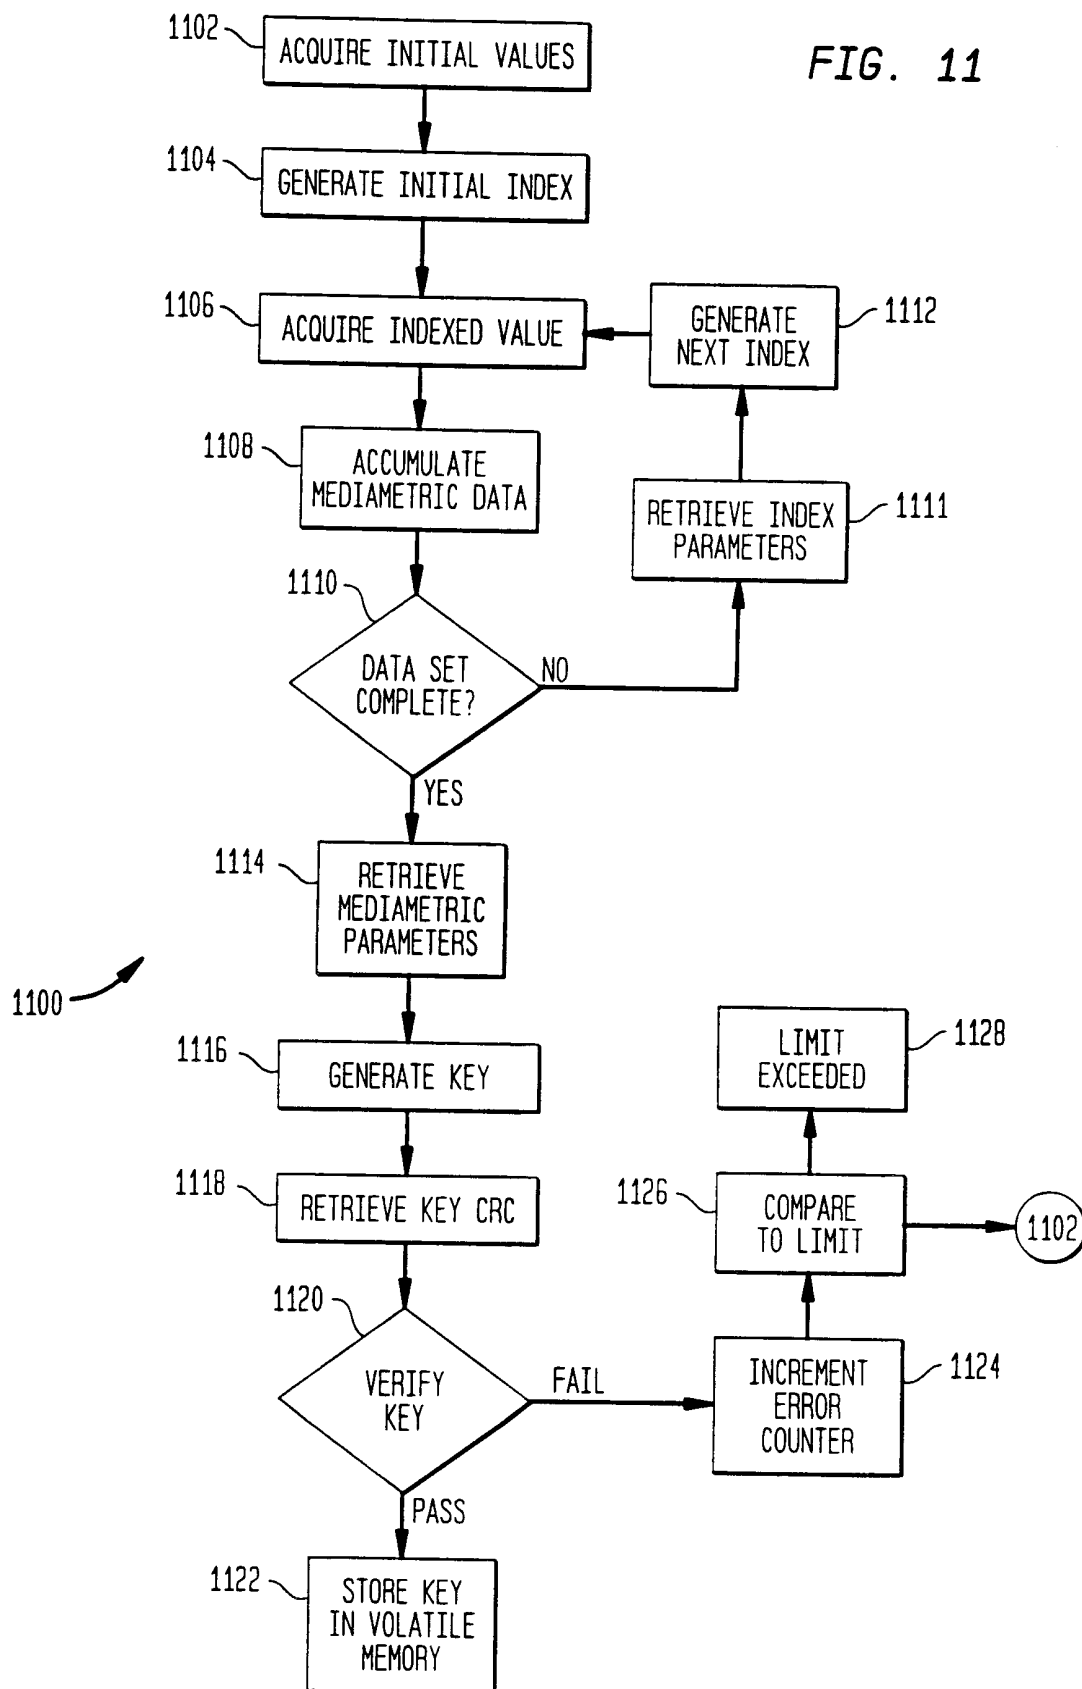 FIG. 11
1102
ACQUIRE INITIAL VALUES
1104
GENERATE INITIAL INDEX
1106
ACQUIRE INDEXED VALUE
GENERATE
NEXT INDEX
1112
1108
ACCUMULATE
MEDIAMETRIC DATA
RETRIEVE INDEX
PARAMETERS
1111
1110
DATA SET
COMPLETE?
NO
YES
1114
RETRIEVE
MEDIAMETRIC
PARAMETERS
1100
1116
GENERATE KEY
LIMIT
EXCEEDED
1128
1118
RETRIEVE KEY CRC
1126
COMPARE
TO LIMIT
1102
1120
VERIFY
KEY
FAIL
INCREMENT
ERROR
COUNTER
1124
PASS
1122
STORE KEY
IN VOLATILE
MEMORY